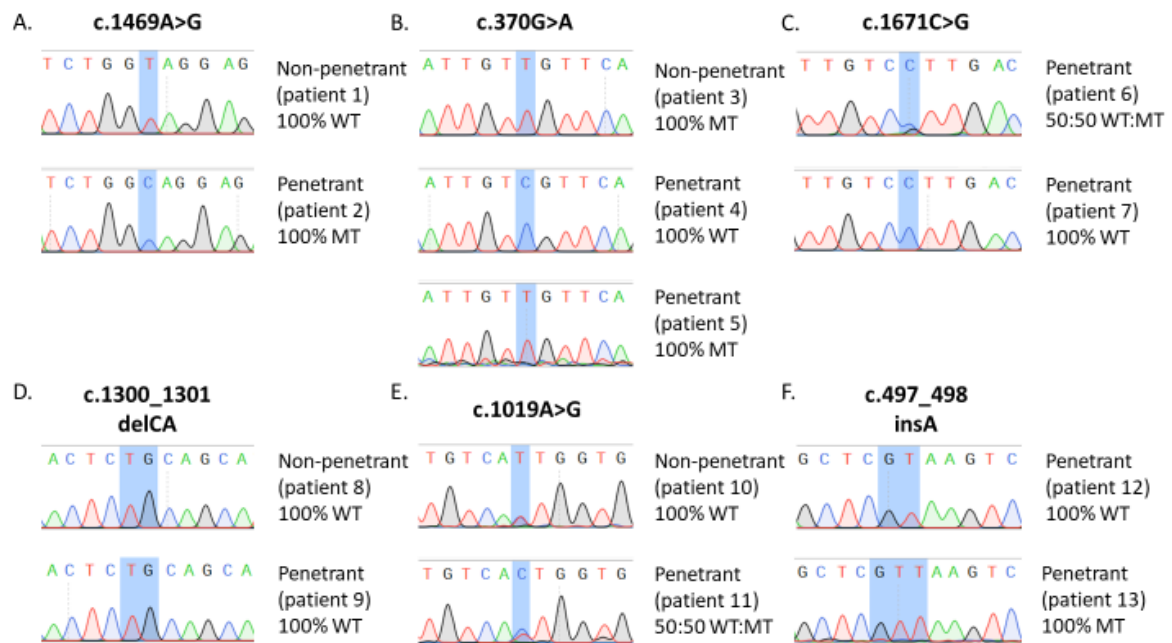 A.
c.1469A>G
T C T G G T A G G A G
Non-penetrant
(patient 1)
100% WT
T C T G G C A G G A G
Penetrant
(patient 2)
100% MT
B.
c.370G>A
A T T G T T G T T C A
Non-penetrant
(patient 3)
100% MT
A T T G T C G T T C A
Penetrant
(patient 4)
100% WT
A T T G T T G T T C A
Penetrant
(patient 5)
100% MT
C.
c.1671C>G
T T G T C C T T G A C
Penetrant
(patient 6)
50:50 WT:MT
T T G T C C T T G A C
Penetrant
(patient 7)
100% WT
D.
c.1300_1301
delCA
A C T C T G C A G C A
Non-penetrant
(patient 8)
100% WT
A C T C T G C A G C A
Penetrant
(patient 9)
100% WT
E.
c.1019A>G
T G T C A T T G G T G
Non-penetrant
(patient 10)
100% WT
T G T C A C T G G T G
Penetrant
(patient 11)
50:50 WT:MT
F.
c.497_498
insA
G C T C G T A A G T C
Penetrant
(patient 12)
100% WT
G C T C G T T A A G T C
Penetrant
(patient 13)
100% MT